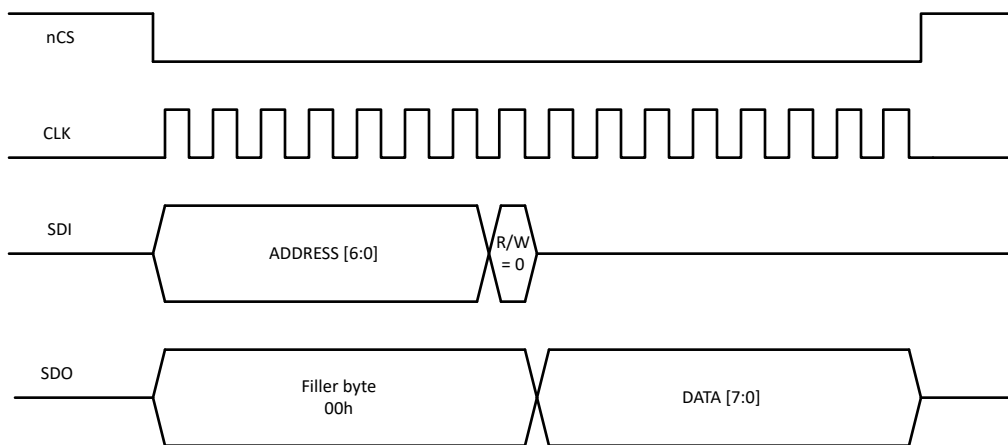 nCS
CLK
SDI
ADDRESS [6:0]
R/W
= 0
SDO
Filler byte
00h
DATA [7:0]